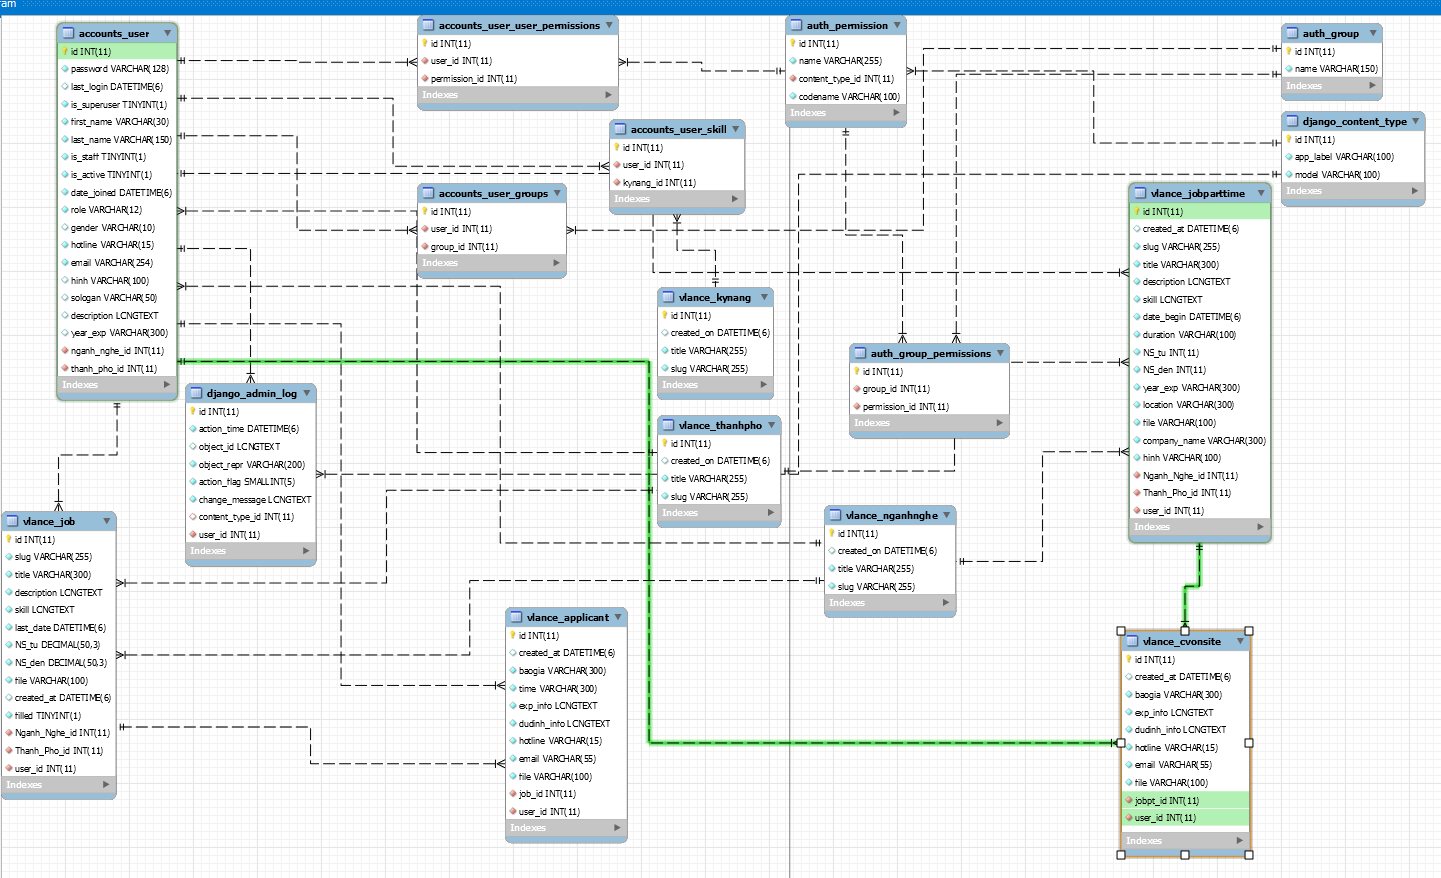 am
accounts_user
id INT(11)
password VARCHAR(128)
last_login DATETIME(6)
is_superuser TINYINT(1)
first_name VARCHAR(30)
last_name VARCHAR(150)
is_staff TINYINT(1)
is_active TINYINT(1)
date_joined DATETIME(6)
role VARCHAR(12)
gender VARCHAR(10)
hotline VARCHAR(15)
email VARCHAR(254)
hinh VARCHAR(100)
sologan VARCHAR(50)
description LONGTEXT
year_exp VARCHAR(300)
nganh_nghe_id INT(11)
thanh_pho_id INT(11)
Indexes
accounts_user_user_permissions
id INT(11)
user_id INT(11)
permission_id INT(11)
Indexes
auth_permission
id INT(11)
name VARCHAR(255)
content_type_id INT(11)
codename VARCHAR(100)
Indexes
auth_group
id INT(11)
name VARCHAR(150)
Indexes
django_content_type
id INT(11)
app_label VARCHAR(100)
model VARCHAR(100)
Indexes
accounts_user_skill
id INT(11)
user_id INT(11)
kynang_id INT(11)
Indexes
accounts_user_groups
id INT(11)
user_id INT(11)
group_id INT(11)
Indexes
vlance_jobparttime
id INT(11)
created_at DATETIME(6)
slug VARCHAR(255)
title VARCHAR(300)
description LONGTEXT
skill LONGTEXT
date_begin DATETIME(6)
duration VARCHAR(100)
NS_tu INT(11)
NS_den INT(11)
year_exp VARCHAR(300)
location VARCHAR(300)
file VARCHAR(100)
company_name VARCHAR(300)
hinh VARCHAR(100)
Nganh_Nghe_id INT(11)
Thanh_Pho_id INT(11)
user_id INT(11)
Indexes
vlance_kynang
id INT(11)
created_on DATETIME(6)
title VARCHAR(255)
slug VARCHAR(255)
Indexes
auth_group_permissions
id INT(11)
group_id INT(11)
permission_id INT(11)
Indexes
django_admin_log
id INT(11)
action_time DATETIME(6)
object_id LONGTEXT
object_repr VARCHAR(200)
action_flag SMALLINT(5)
change_message LONGTEXT
content_type_id INT(11)
user_id INT(11)
Indexes
vlance_thanhpho
id INT(11)
created_on DATETIME(6)
title VARCHAR(255)
slug VARCHAR(255)
Indexes
vlance_job
id INT(11)
slug VARCHAR(255)
title VARCHAR(300)
description LONGTEXT
skill LONGTEXT
last_date DATETIME(6)
NS_tu DECIMAL(50,3)
NS_den DECIMAL(50,3)
file VARCHAR(100)
created_at DATETIME(6)
filled TINYINT(1)
Nganh_Nghe_id INT(11)
Thanh_Pho_id INT(11)
user_id INT(11)
Indexes
vlance_nganhnghe
id INT(11)
created_on DATETIME(6)
title VARCHAR(255)
slug VARCHAR(255)
Indexes
vlance_applicant
id INT(11)
created_at DATETIME(6)
baogia VARCHAR(300)
time VARCHAR(300)
exp_info LONGTEXT
dudinh_info LONGTEXT
hotline VARCHAR(15)
email VARCHAR(55)
file VARCHAR(100)
job_id INT(11)
user_id INT(11)
Indexes
vlance_cvonsite
id INT(11)
created_at DATETIME(6)
baogia VARCHAR(300)
exp_info LONGTEXT
dudinh_info LONGTEXT
hotline VARCHAR(15)
email VARCHAR(55)
file VARCHAR(100)
jobpt_id INT(11)
user_id INT(11)
Indexes